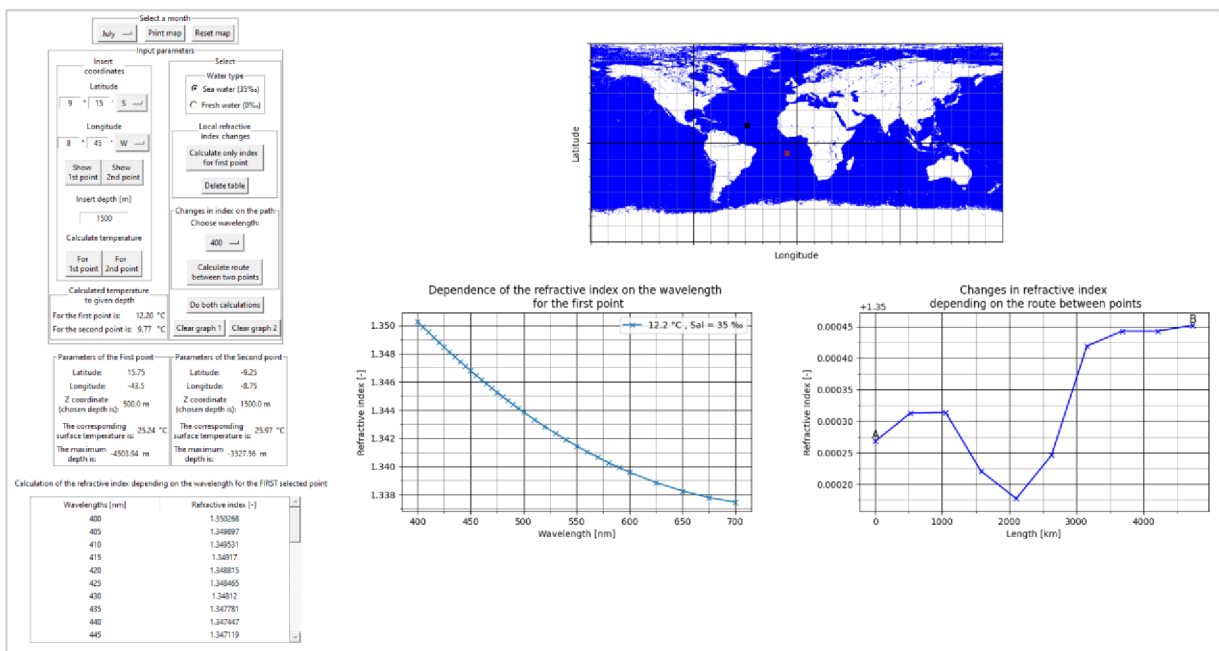 Select a month
July
Print map
Reset map
Input parameters
Insert
coordinates
Latitude
9 ° 15 ' S
Longitude
8 ° 45 ' W
Show
1st point
Show
2nd point
Insert depth [m]
1500
Calculate temperature
For
1st point
For
2nd point
Calculated temperature
to given depth
For the first point is: 12.20 °C
For the second point is: 9.77 °C
Select
Water type
Sea water (35‰)
Fresh water (0‰)
Local refractive
index changes
Calculate only index
for first point
Delete table
Changes in index on the path
Choose wavelength:
400
Calculate route
between two points
Do both calculations
Clear graph 1
Clear graph 2
Parameters of the First point
Latitude: 15.75
Longitude: -43.5
Z coordinate
(chosen depth is): 500.0 m
The corresponding
surface temperature is: 25.24 °C
The maximum
depth is: -4503.94 m
Parameters of the Second point
Latitude: -9.25
Longitude: -8.75
Z coordinate
(chosen depth is): 1500.0 m
The corresponding
surface temperature is: 25.97 °C
The maximum
depth is: -3527.56 m
Calculation of the refractive index depending on the wavelength for the FIRST selected point
Wavelengths [nm] Refractive index [-]
400 1.350268
405 1.349897
410 1.349531
415 1.34917
420 1.348815
425 1.348465
430 1.34812
435 1.347781
440 1.347447
445 1.347119
Latitude
Longitude
Dependence of the refractive index on the wavelength
for the first point
12.2 °C , Sal = 35 ‰
Refractive index [-]
1.350
1.348
1.346
1.344
1.342
1.340
1.338
400 450 500 550 600 650 700
Wavelength [nm]
Changes in refractive index
depending on the route between points
+1.35
Refractive index [-]
0.00045
0.00040
0.00035
0.00030
0.00025
0.00020
A
B
0 1000 2000 3000 4000
Length [km]